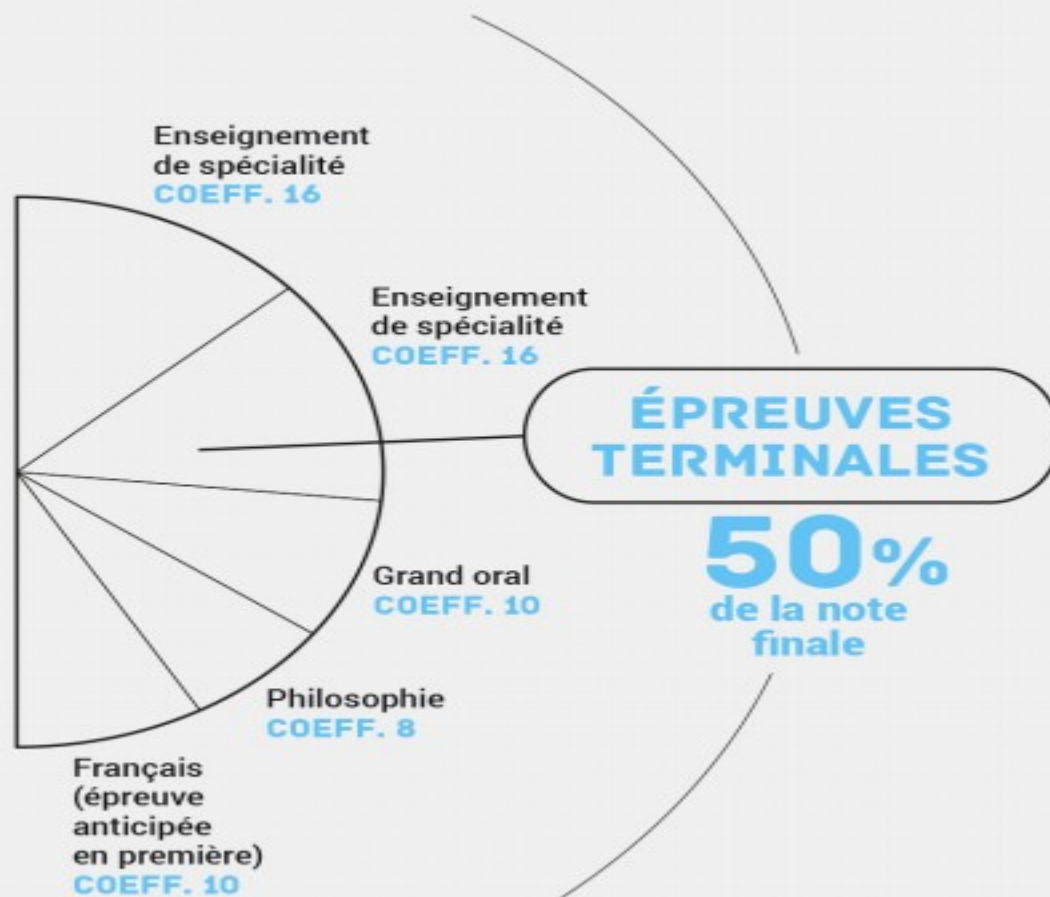 Enseignement
de spécialité
COEFF. 16
Enseignement
de spécialité
COEFF. 16
ÉPREUVES
TERMINALES
50%
de la note
finale
Grand oral
COEFF. 10
Philosophie
COEFF. 8
Français
(épreuve
anticipée
en première)
COEFF. 10